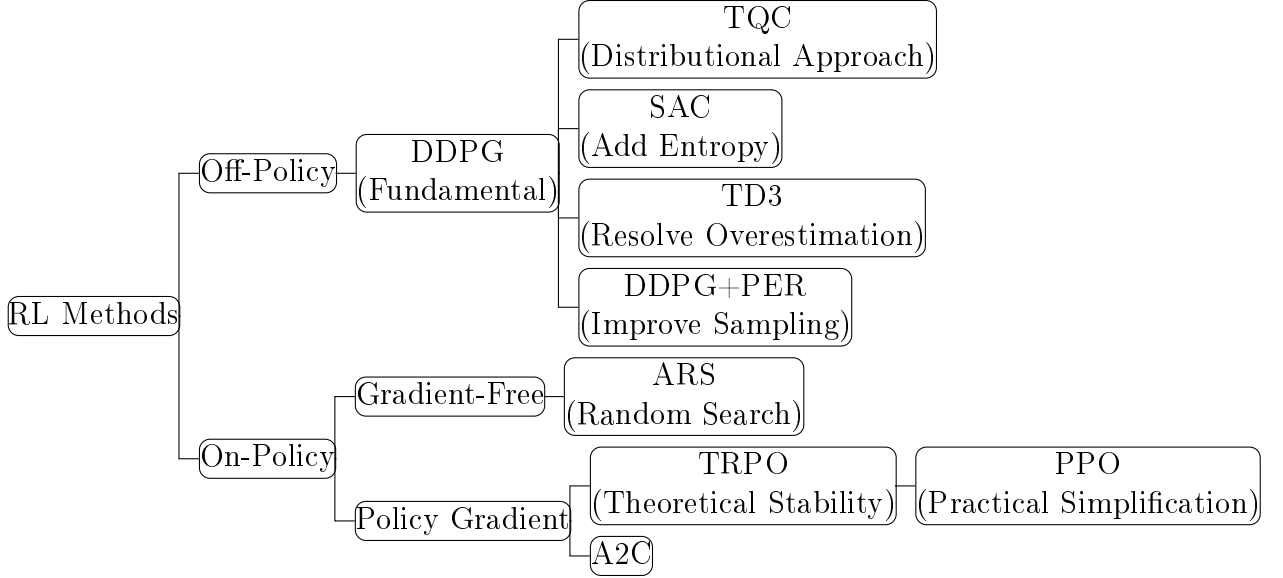 TQC
(Distributional Approach)
SAC
(Add Entropy)
Off-Policy
DDPG
(Fundamental)
TD3
(Resolve Overestimation)
DDPG+PER
(Improve Sampling)
RL Methods
Gradient-Free
ARS
(Random Search)
On-Policy
TRPO
(Theoretical Stability)
PPO
(Practical Simplification)
Policy Gradient
A2C